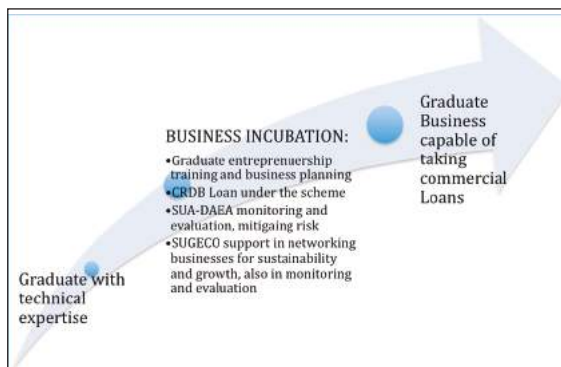 Graduate with
technical
expertise
BUSINESS INCUBATION:
•Graduate entreprenuership
training and business planning
•CRDB Loan under the scheme
•SUA-DAEA monitoring and
evaluation, mitigaing risk
•SUGECO support in networking
businesses for sustainability
and growth, also in monitoring
and evaluation
Graduate
Business
capable of
taking
commercial
Loans